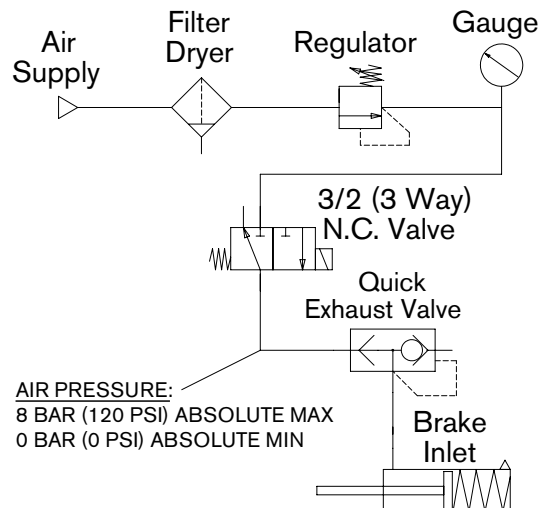 Air
Supply
Filter
Dryer
Regulator
Gauge
3/2 (3 Way)
N.C. Valve
Quick
Exhaust Valve
AIR PRESSURE:
8 BAR (120 PSI) ABSOLUTE MAX
0 BAR (0 PSI) ABSOLUTE MIN
Brake
Inlet